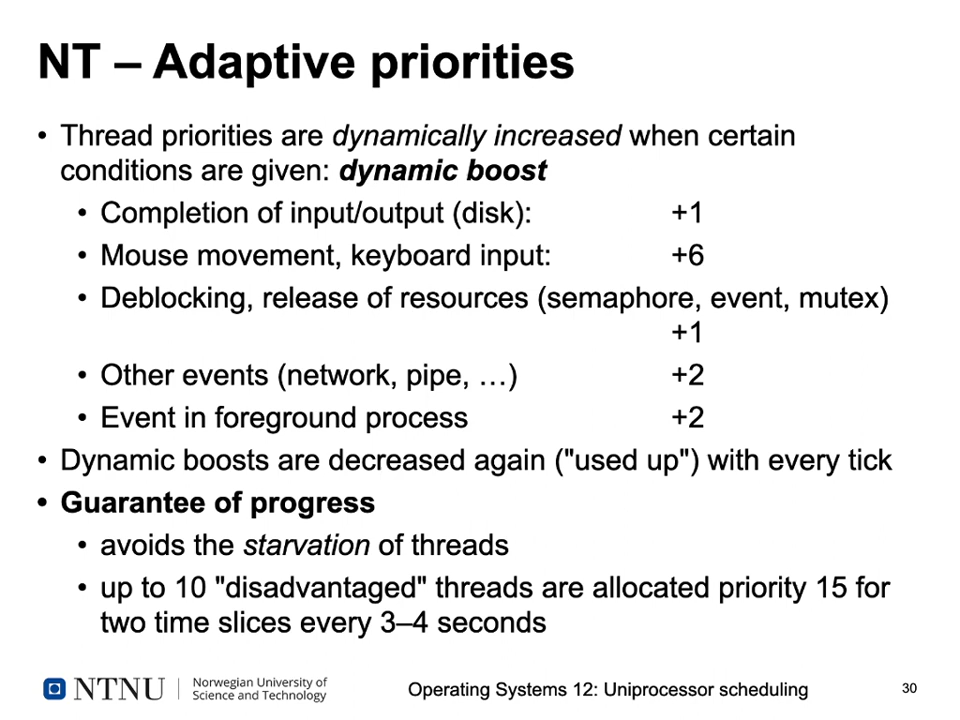 NT – Adaptive priorities
• Thread priorities are dynamically increased when certain
conditions are given: dynamic boost
• Completion of input/output (disk): +1
• Mouse movement, keyboard input: +6
• Deblocking, release of resources (semaphore, event, mutex)
+1
• Other events (network, pipe, …) +2
• Event in foreground process +2
• Dynamic boosts are decreased again ("used up") with every tick
• Guarantee of progress
• avoids the starvation of threads
• up to 10 "disadvantaged" threads are allocated priority 15 for
two time slices every 3–4 seconds
NTNU
Norwegian University of
Science and Technology
Operating Systems 12: Uniprocessor scheduling
30